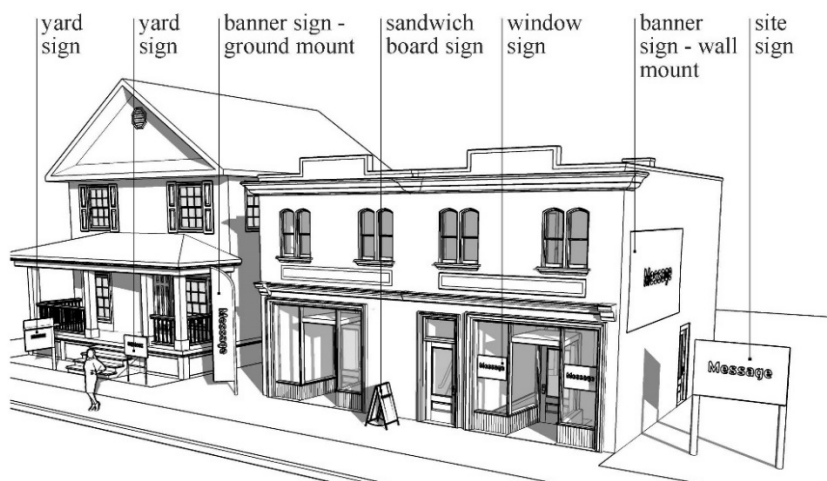 yard
sign
yard
sign
banner sign -
ground mount
sandwich
board sign
window
sign
banner
sign - wall
mount
site
sign
Message
Message
Message
Message
Message